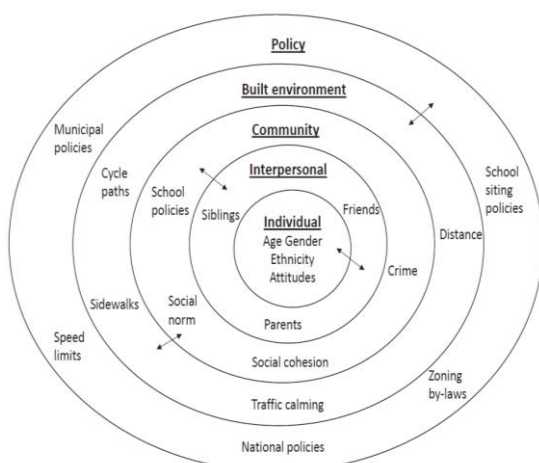 Policy
Built environment
Municipal
policies
Community
Cycle
paths
School
policies
Interpersonal
School
siting
policies
Siblings
Friends
Individual
Age Gender
Ethnicity
Attitudes
Distance
Crime
Sidewalks
Social
norm
Parents
Speed
limits
Social cohesion
Zoning
by-laws
Traffic calming
National policies